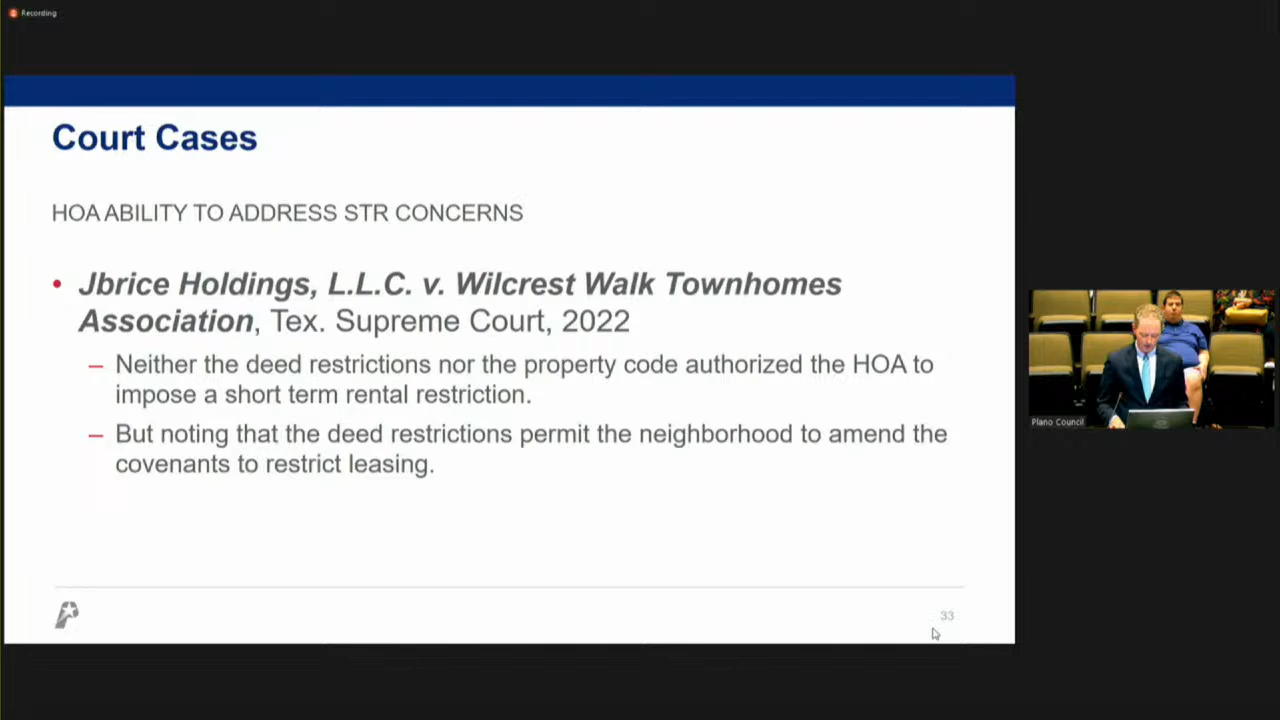 Recording
Court Cases
HOA ABILITY TO ADDRESS STR CONCERNS
• Jbrice Holdings, L.L.C. v. Wilcrest Walk Townhomes
Association, Tex. Supreme Court, 2022
– Neither the deed restrictions nor the property code authorized the HOA to
impose a short term rental restriction.
– But noting that the deed restrictions permit the neighborhood to amend the
covenants to restrict leasing.
33
Plano Council